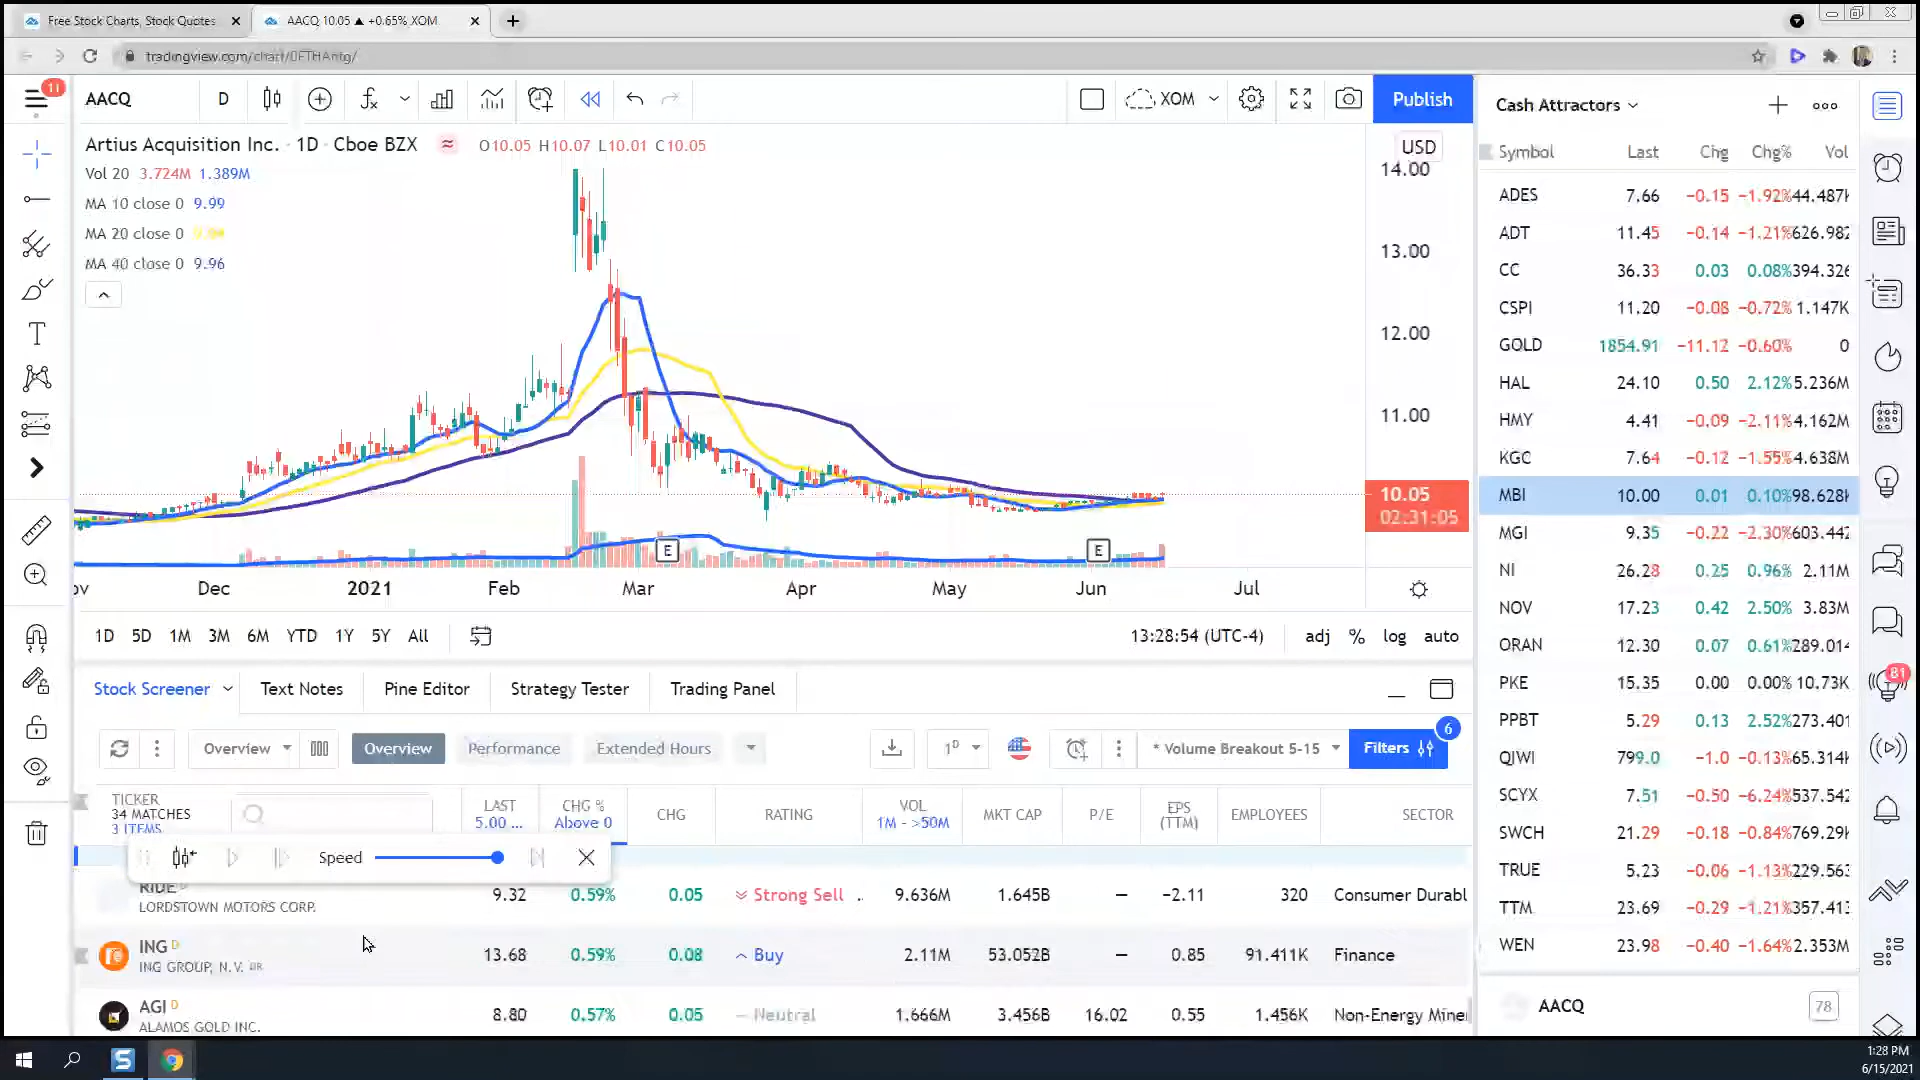 Free Stock Charts, Stock Quotes
AACQ 10.05 ▲ +0.65% XOM
AACQ D XOM Publish
Artius Acquisition Inc. · 1D · Cboe BZX ≈ O10.05 H10.07 L10.01 C10.05
Vol 20 3.724M 1.389M
MA 10 close 0 9.99
MA 20 close 0
MA 40 close 0 9.96
USD
14.00
13.00
12.00
11.00
10.05
02:31:05
E E
Dec 2021 Feb Mar Apr May Jun Jul
1D 5D 1M 3M 6M YTD 1Y 5Y All 13:28:54 (UTC-4) adj % log auto
Stock Screener Text Notes Pine Editor Strategy Tester Trading Panel
Overview Overview Performance Extended Hours 1D * Volume Breakout 5-15 Filters 6
TICKER LAST CHG % CHG RATING VOL MKT CAP P/E EPS EMPLOYEES SECTOR
34 MATCHES 5.00 ... Above 0 1M - >50M (TTM)
3 ITEMS
Speed
RIDE D 9.32 0.59% 0.05 Strong Sell 9.636M 1.645B — −2.11 320 Consumer Durabl
LORDSTOWN MOTORS CORP.
ING D 13.68 0.59% 0.08 Buy 2.11M 53.052B — 0.85 91.411K Finance
ING GROUP, N.V. DR
AGI D 8.80 0.57% 0.05 Neutral 1.666M 3.456B 16.02 0.55 1.456K Non-Energy Miner
ALAMOS GOLD INC.
Cash Attractors
Symbol Last Chg Chg% Vol
ADES 7.66 −0.15 −1.92% 44.487K
ADT 11.45 −0.14 −1.21% 626.982
CC 36.33 0.03 0.08% 394.326
CSPI 11.20 −0.08 −0.72% 1.147K
GOLD 1854.91 −11.12 −0.60% 0
HAL 24.10 0.50 2.12% 5.236M
HMY 4.41 −0.09 −2.11% 4.162M
KGC 7.64 −0.12 −1.55% 4.638M
MBI 10.00 0.01 0.10% 98.628K
MGI 9.35 −0.22 −2.30% 603.442
NI 26.28 0.25 0.96% 2.11M
NOV 17.23 0.42 2.50% 3.83M
ORAN 12.30 0.07 0.61% 289.014
PKE 15.35 0.00 0.00% 10.73K
PPBT 5.29 0.13 2.52% 273.401
QIWI 799.0 −1.0 −0.13% 65.314K
SCYX 7.51 −0.50 −6.24% 537.542
SWCH 21.29 −0.18 −0.84% 769.29K
TRUE 5.23 −0.06 −1.13% 229.563
TTM 23.69 −0.29 −1.21% 357.413
WEN 23.98 −0.40 −1.64% 2.353M
AACQ 78
11
81
1:28 PM
6/15/2021